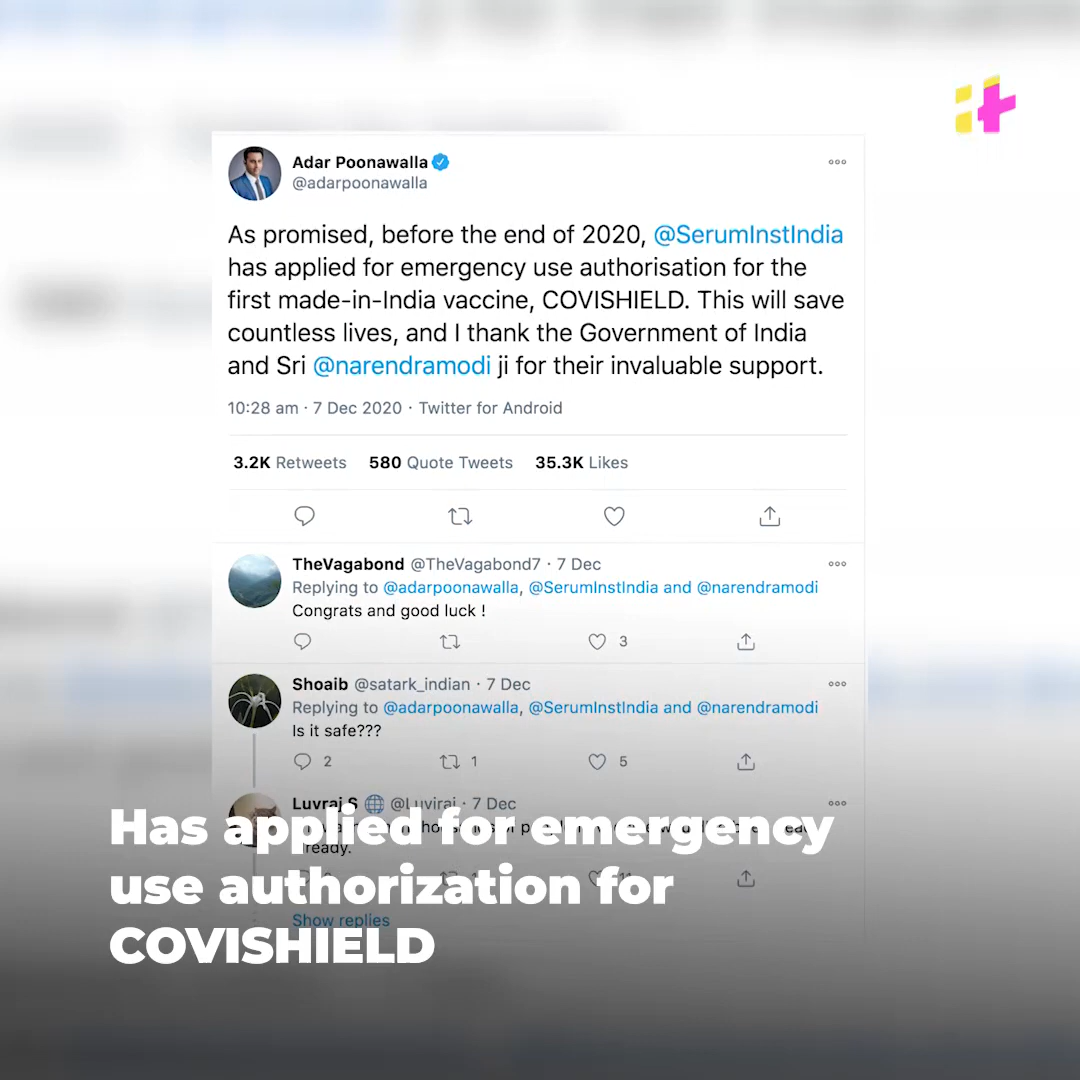 Adar Poonawalla
@adarpoonawalla
As promised, before the end of 2020, @SerumInstIndia
has applied for emergency use authorisation for the
first made-in-India vaccine, COVISHIELD. This will save
countless lives, and I thank the Government of India
and Sri @narendramodi ji for their invaluable support.
10:28 am · 7 Dec 2020 · Twitter for Android
3.2K Retweets 580 Quote Tweets 35.3K Likes
TheVagabond @TheVagabond7 · 7 Dec
Replying to @adarpoonawalla, @SerumInstIndia and @narendramodi
Congrats and good luck !
3
Shoaib @satark_indian · 7 Dec
Replying to @adarpoonawalla, @SerumInstIndia and @narendramodi
Is it safe???
2 1 5
Luvraj S @Luviraj · 7 Dec
Show replies
Has applied for emergency
use authorization for
COVISHIELD